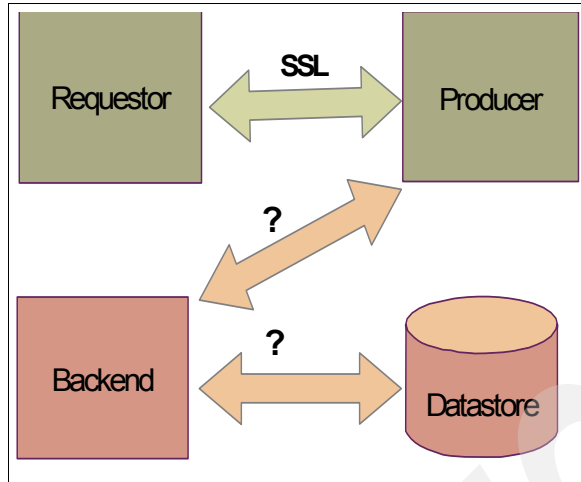 SSL
Requestor
Producer
?
?
Backend
Datastore